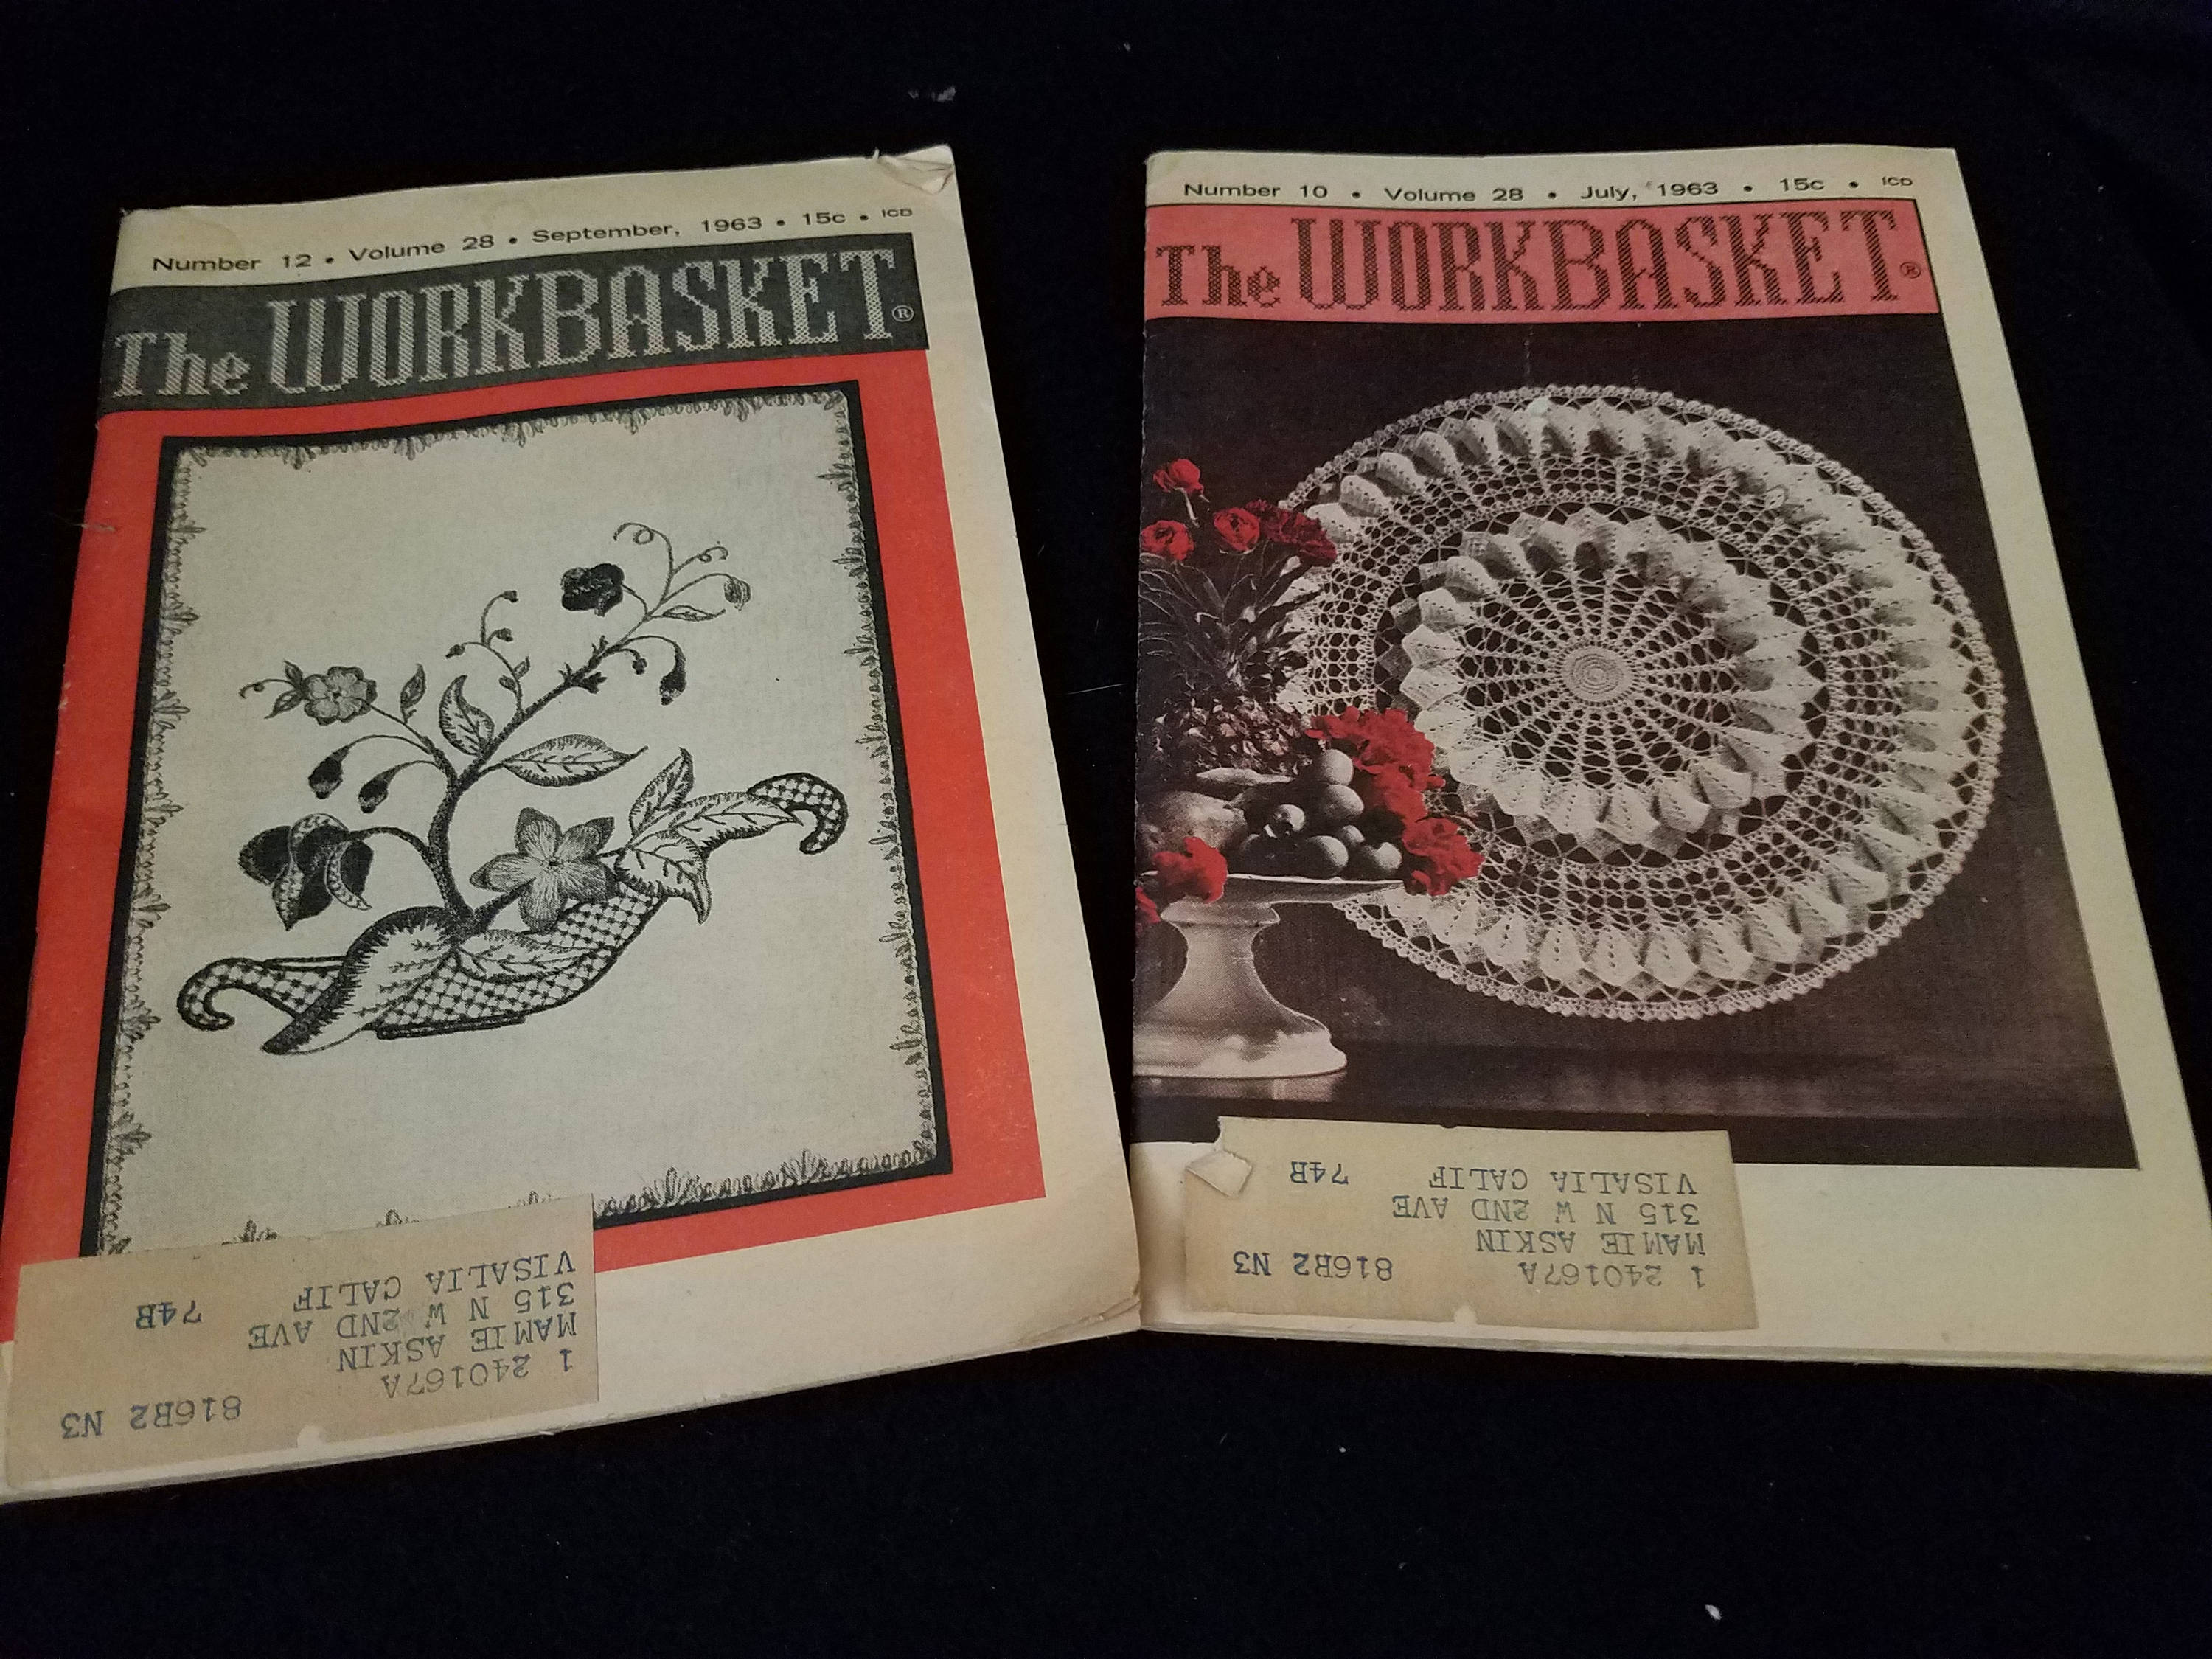 Number 12 • Volume 28 • September, 1963 • 15c • ICD
The WORKBASKET®
816R2 N3
1 240167A
MAMIE ASKIN
315 N W 2ND AVE
VISALIA CALIF 74B
Number 10 • Volume 28 • July, 1963 • 15c • ICD
The WORKBASKET®
1 240167A 816R2 N3
MAMIE ASKIN
315 N W 2ND AVE
VISALIA CALIF 74B